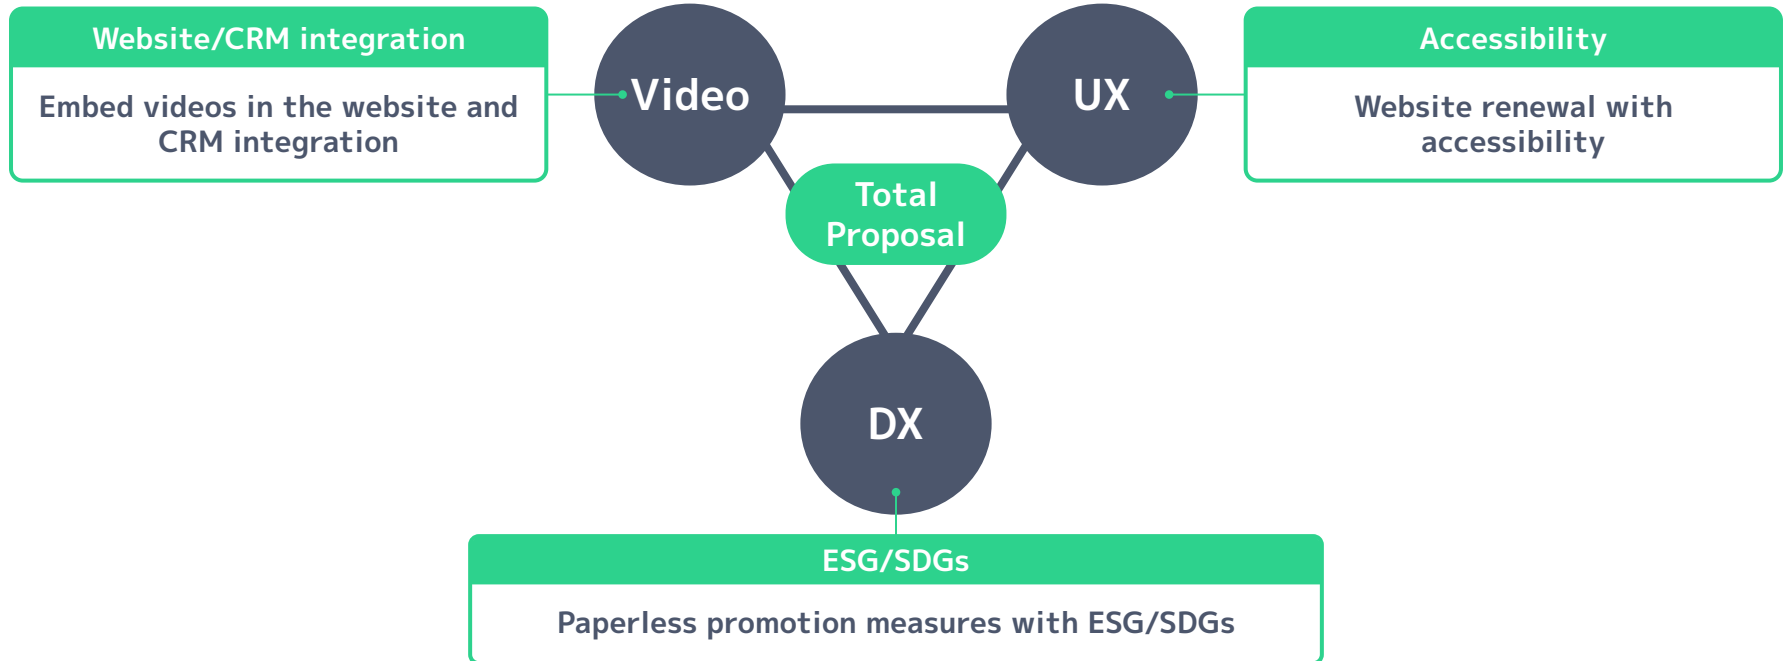 Website/CRM integration
Embed videos in the website and
CRM integration
Video
UX
Accessibility
Website renewal with
accessibility
Total
Proposal
DX
ESG/SDGs
Paperless promotion measures with ESG/SDGs